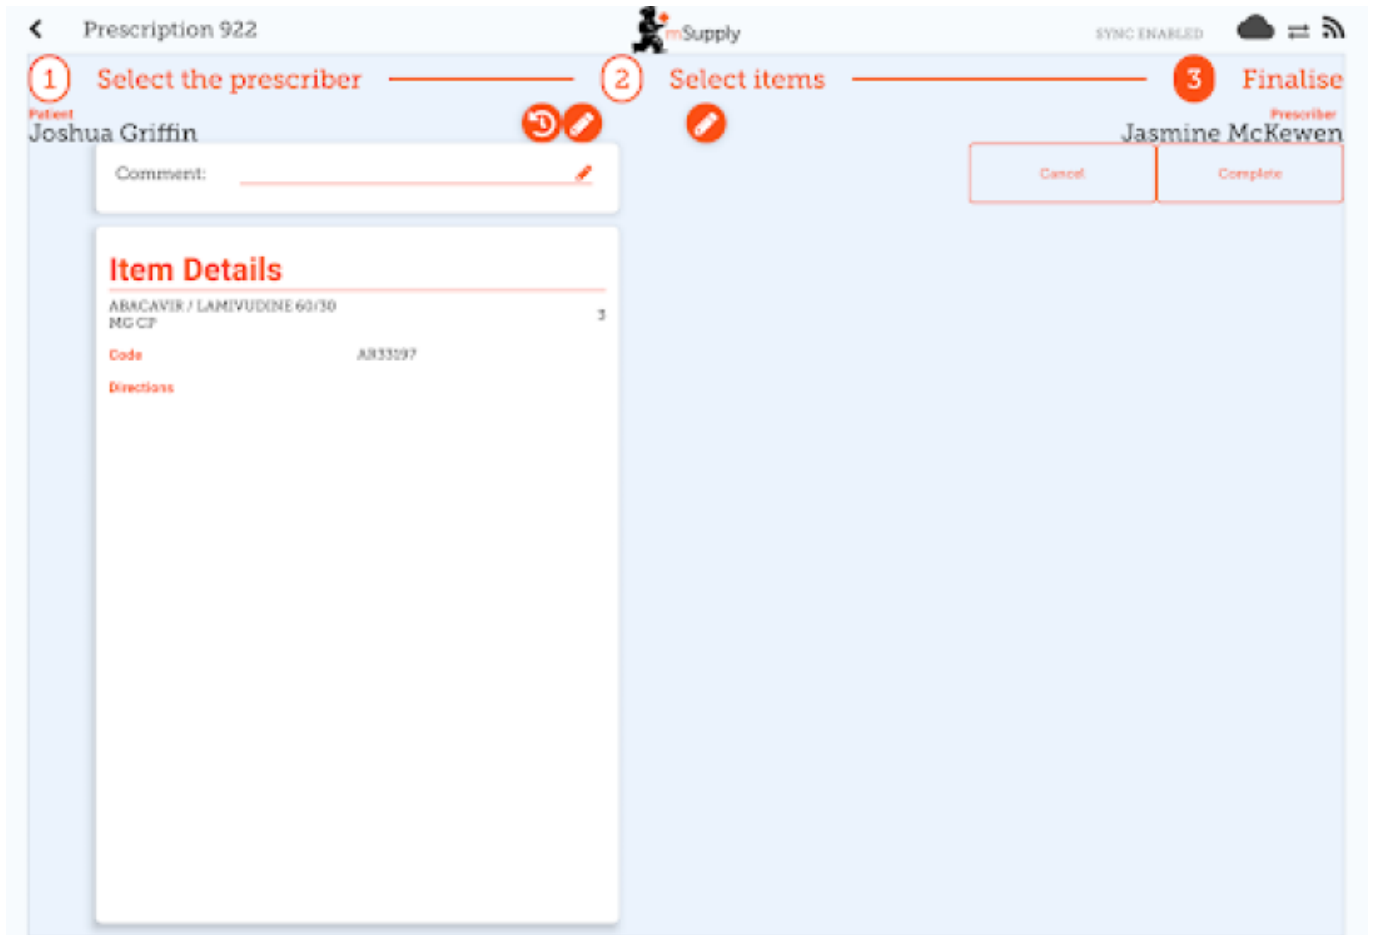 Prescription 922
mSupply
SYNC ENABLED
1 Select the prescriber
2 Select items
3 Finalise
Patient
Joshua Griffin
Prescriber
Jasmine McKewen
Comment:
Cancel
Complete
Item Details
ABACAVIR / LAMIVUDINE 60/30
MG CP
3
Code
AR33197
Directions